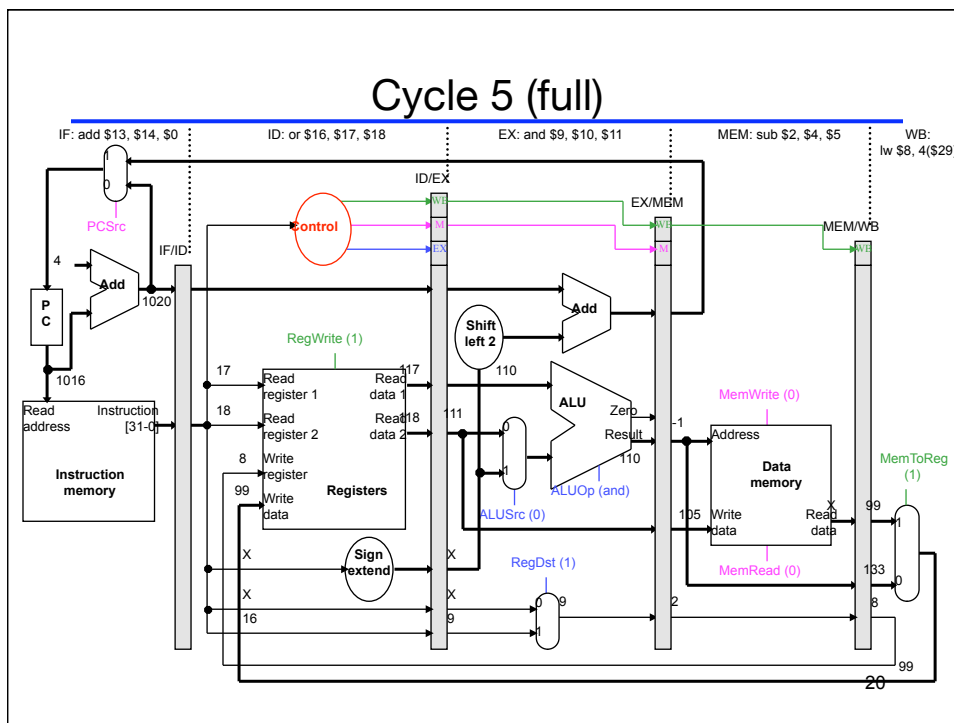 Cycle 5 (full)
IF: add $13, $14, $0
ID: or $16, $17, $18
EX: and $9, $10, $11
MEM: sub $2, $4, $5
WB:
lw $8, 4($29)
1
0
PCSrc
4
Add
P
C
1020
1016
IF/ID
Read
address
Instruction
[31-0]
Instruction
memory
Control
ID/EX
WB
M
EX
EX/MEM
WB
M
MEM/WB
WB
RegWrite (1)
17
18
8
99
Read
register 1
Read
register 2
Write
register
Write
data
Read
data 1
Read
data 2
Registers
117
118
X
X
16
Sign
extend
Shift
left 2
Add
110
111
0
1
ALUSrc (0)
ALU
Zero
Result
110
ALUOp (and)
X
X
9
RegDst (1)
0
1
9
-1
105
2
MemWrite (0)
Address
Data
memory
Write
data
Read
data
X
MemRead (0)
99
133
8
MemToReg
(1)
1
0
99
20